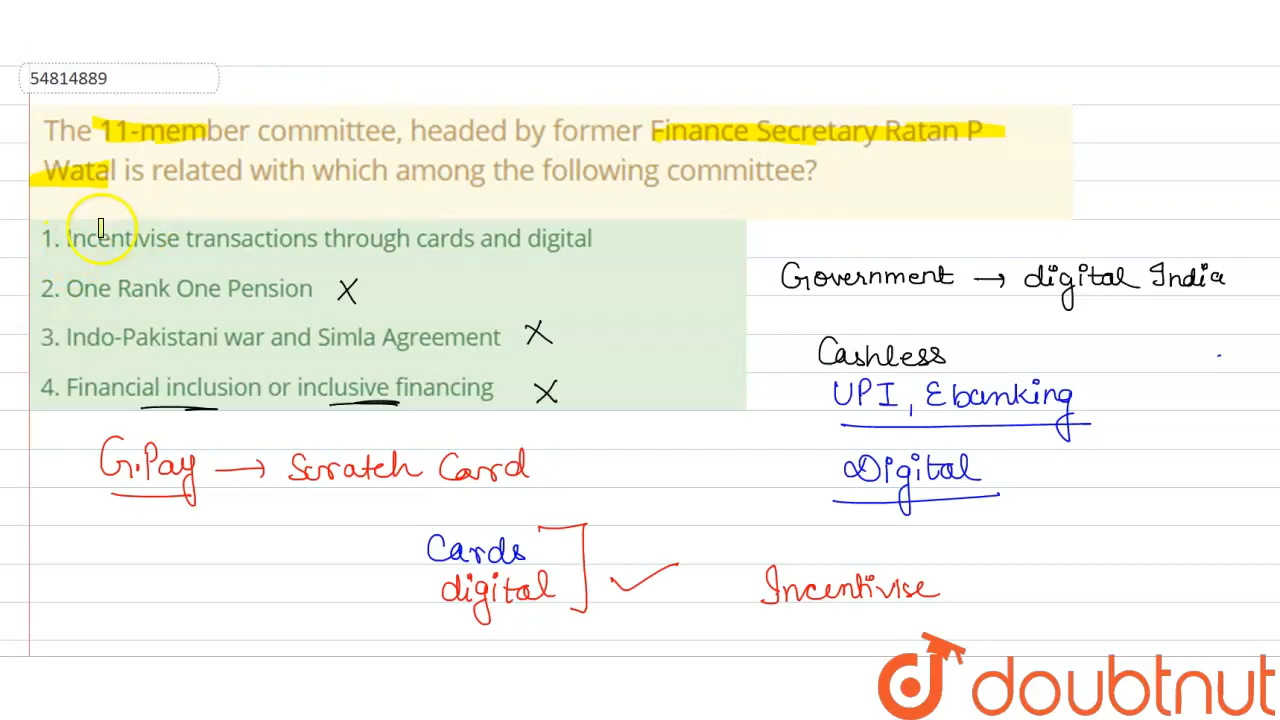 54814889
The 11-member committee, headed by former Finance Secretary Ratan P
Watal is related with which among the following committee?
1. Incentivise transactions through cards and digital
2. One Rank One Pension X
3. Indo-Pakistani war and Simla Agreement X
4. Financial inclusion or inclusive financing X
Government → digital India
Cashless
UPI, Ebanking
Digital
G.Pay → Scratch Card
Cards
digital ✓
Incentivise
doubtnut